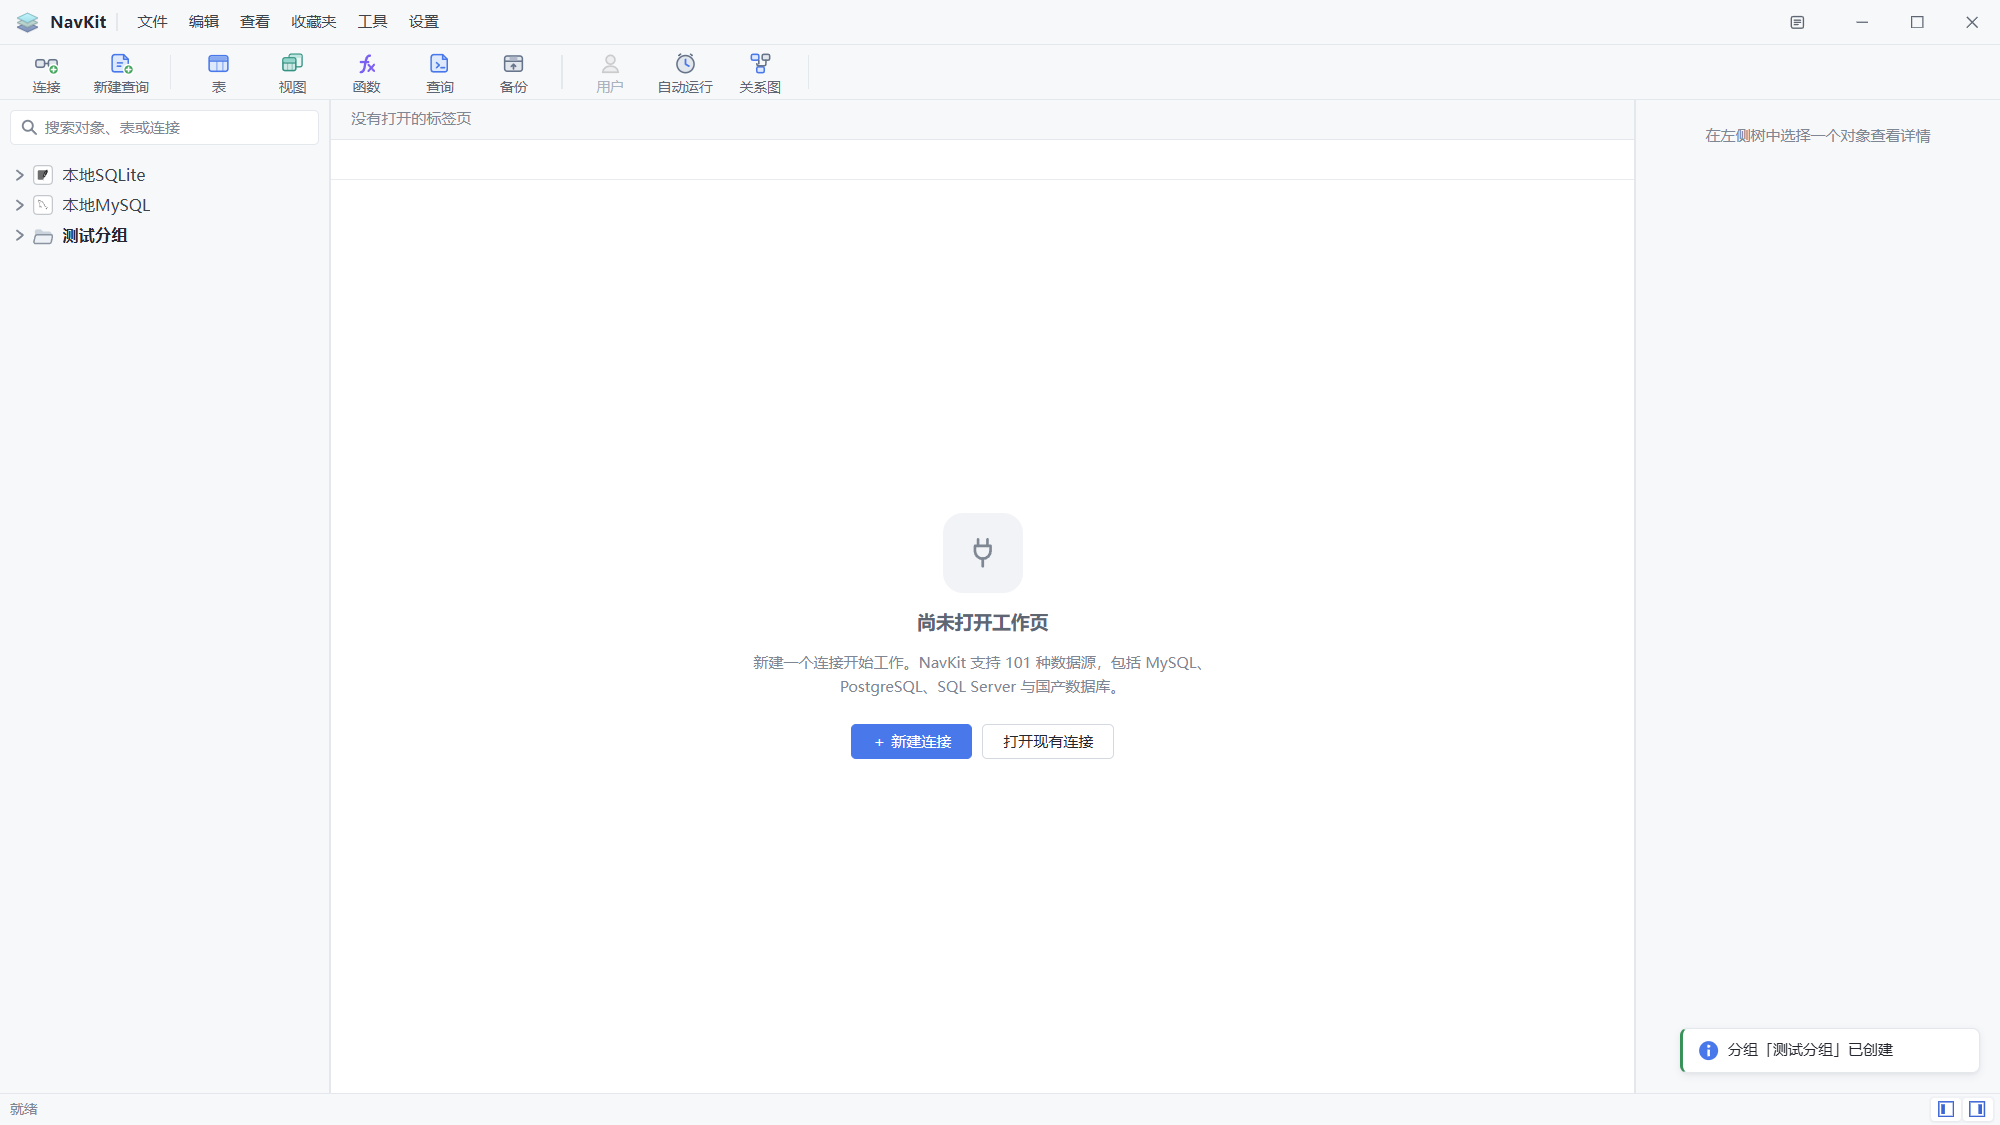 NavKit 文件 编辑 查看 收藏夹 工具 设置
连接 新建查询 表 视图 函数 查询 备份 用户 自动运行 关系图
搜索对象、表或连接
没有打开的标签页
在左侧树中选择一个对象查看详情
本地SQLite
本地MySQL
测试分组
尚未打开工作页
新建一个连接开始工作。NavKit 支持 101 种数据源，包括 MySQL、
PostgreSQL、SQL Server 与国产数据库。
+ 新建连接 打开现有连接
分组「测试分组」已创建
就绪